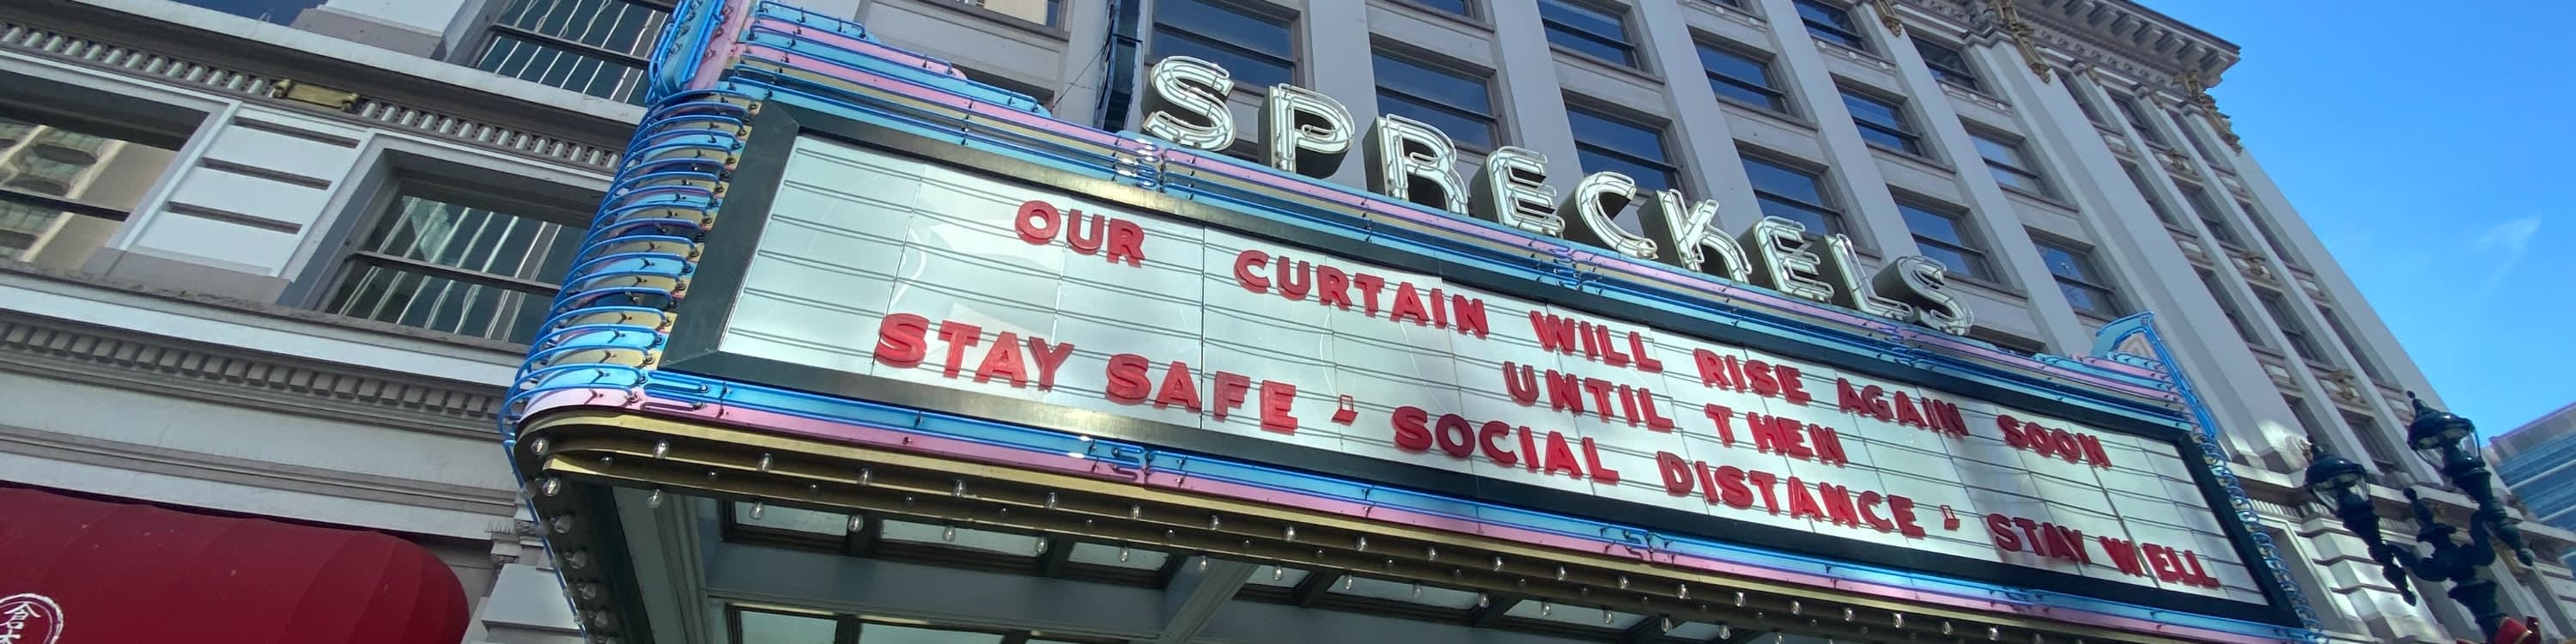 SPRECKELS
OUR CURTAIN WILL RISE AGAIN SOON
UNTIL THEN
STAY SAFE - SOCIAL DISTANCE - STAY WELL